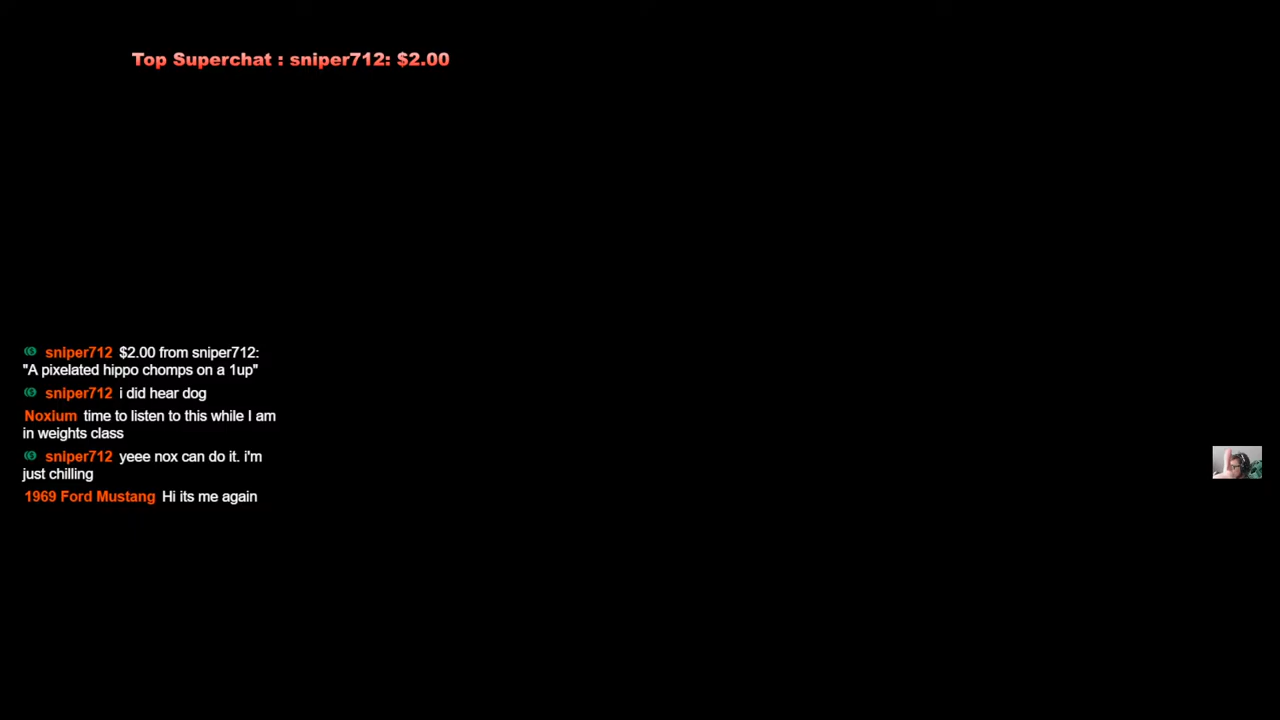 Top Superchat : sniper712: $2.00
sniper712 $2.00 from sniper712:
"A pixelated hippo chomps on a 1up"
sniper712 i did hear dog
Noxium time to listen to this while I am
in weights class
sniper712 yeee nox can do it. i'm
just chilling
1969 Ford Mustang Hi its me again